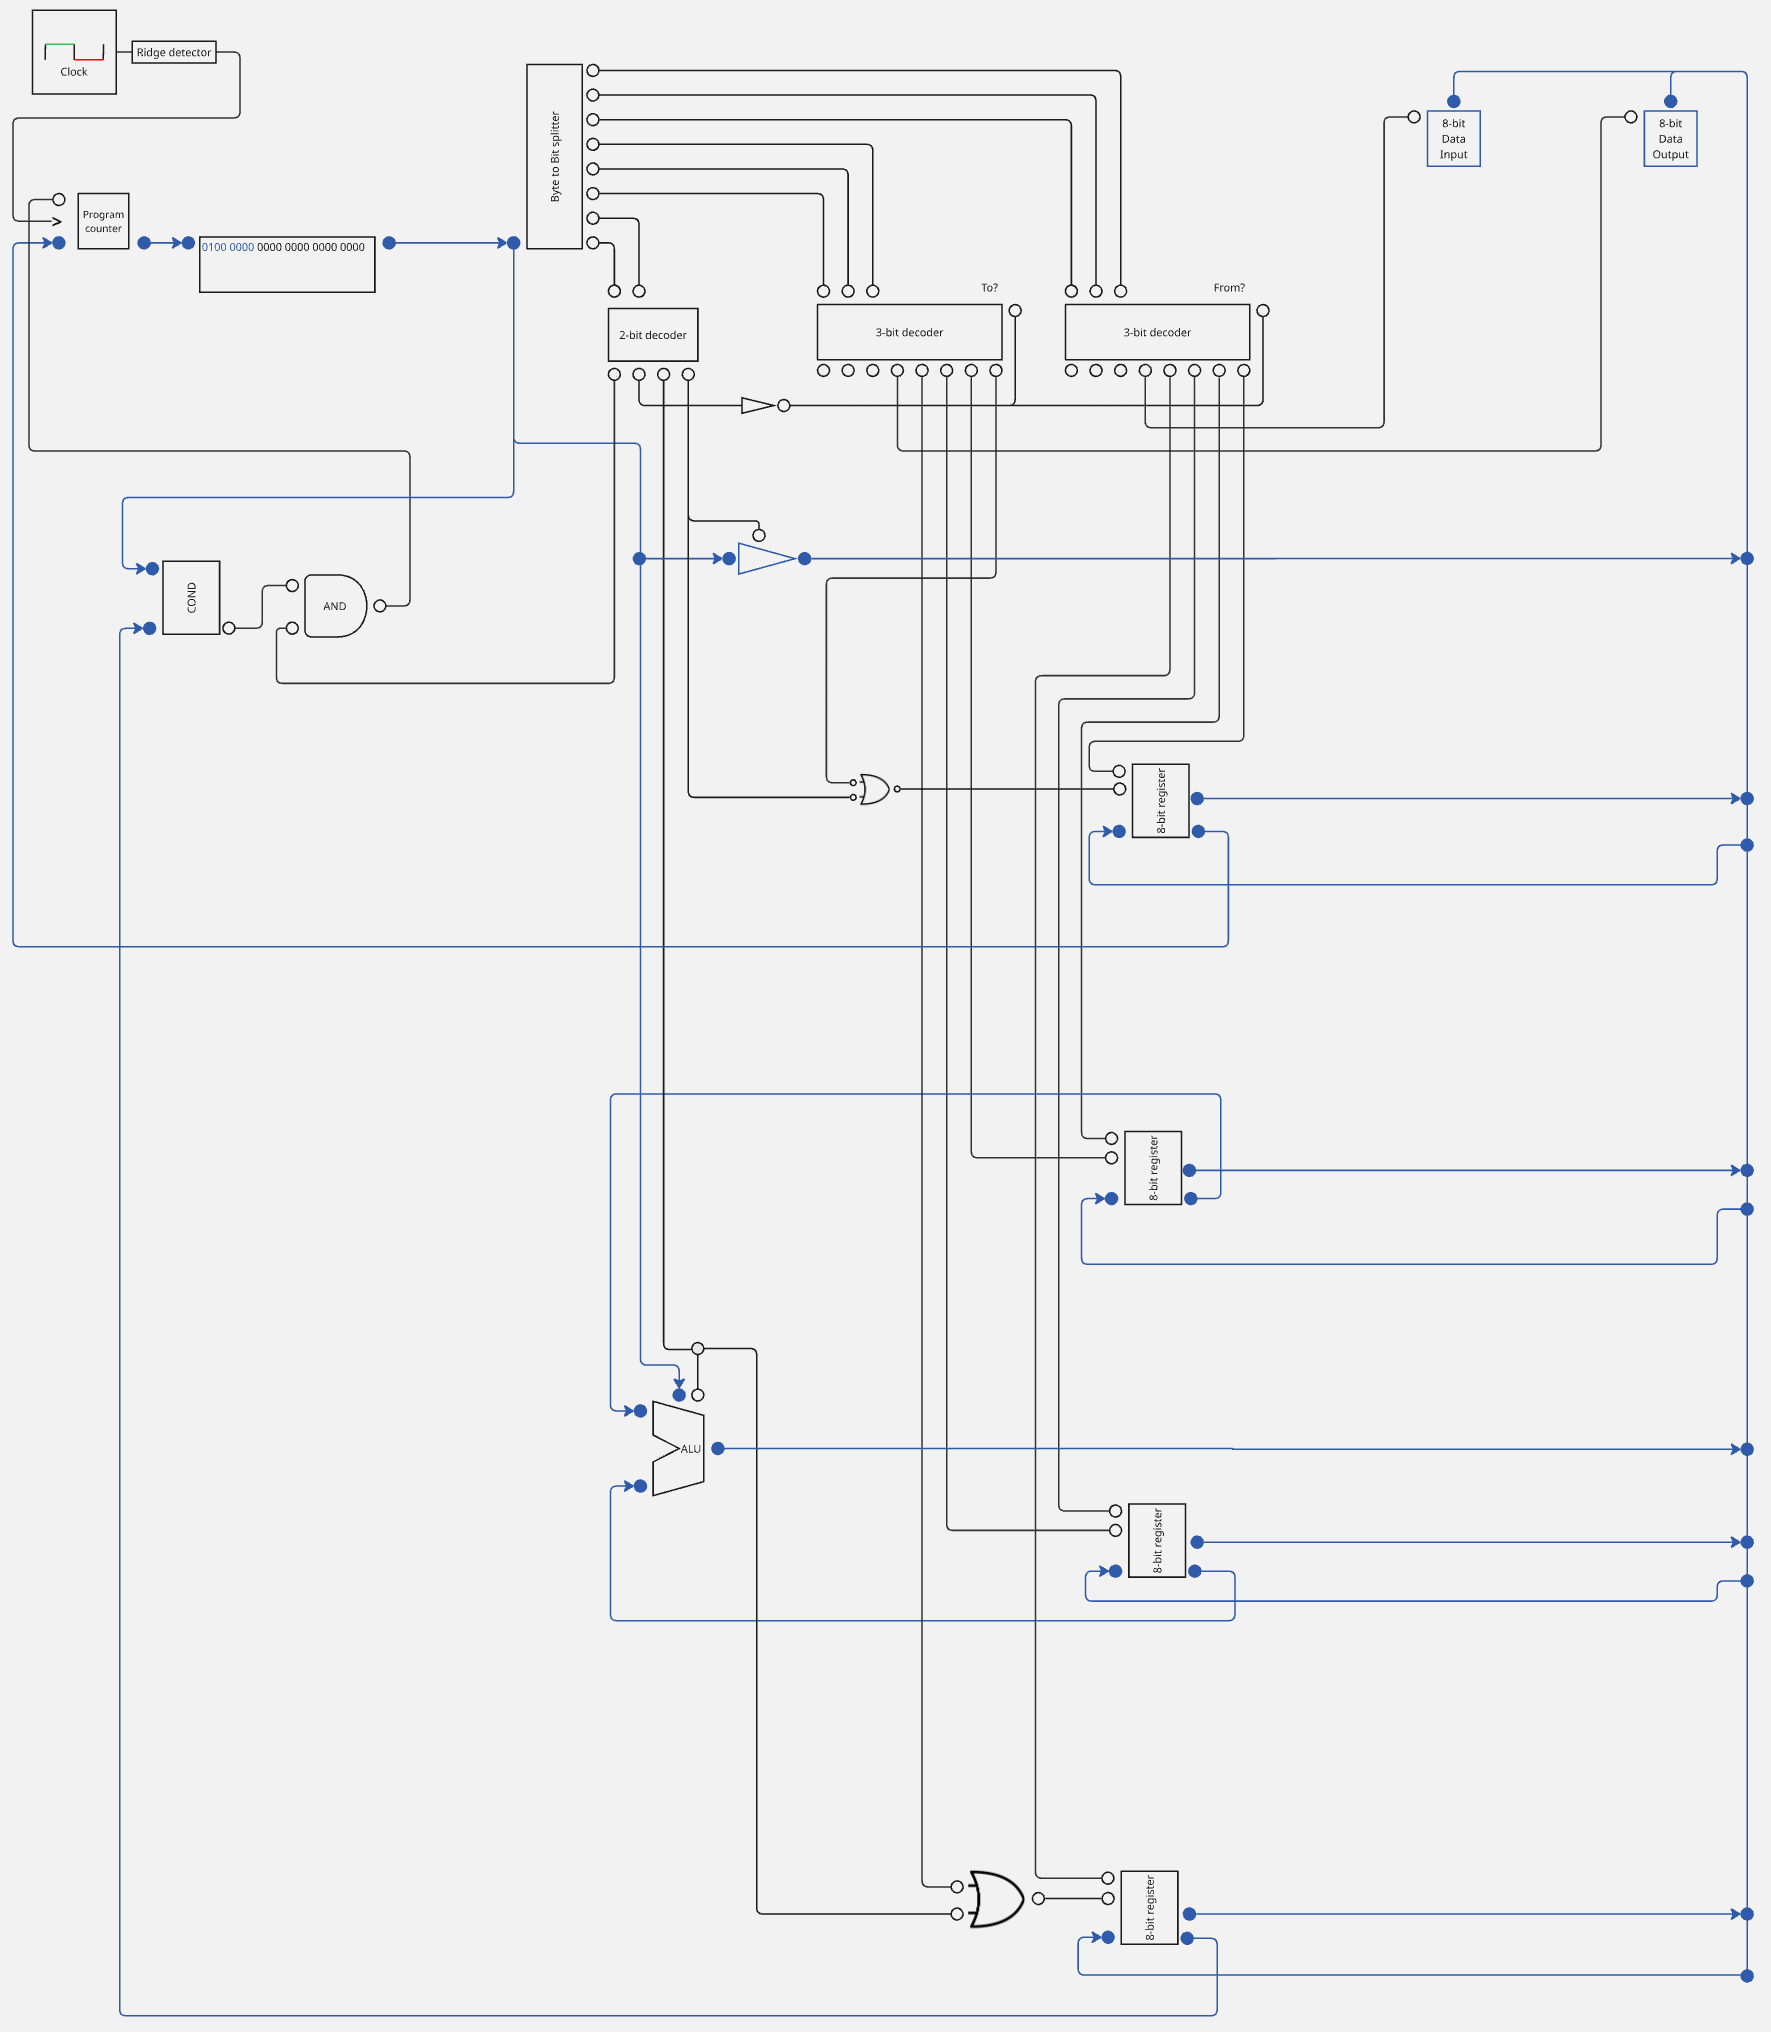 Clock
Ridge detector
Byte to Bit splitter
8-bit
Data
Input
8-bit
Data
Output
Program
counter
>
0100 0000 0000 0000 0000 0000
To?
From?
2-bit decoder
3-bit decoder
3-bit decoder
COND
AND
8-bit register
8-bit register
ALU
8-bit register
8-bit register